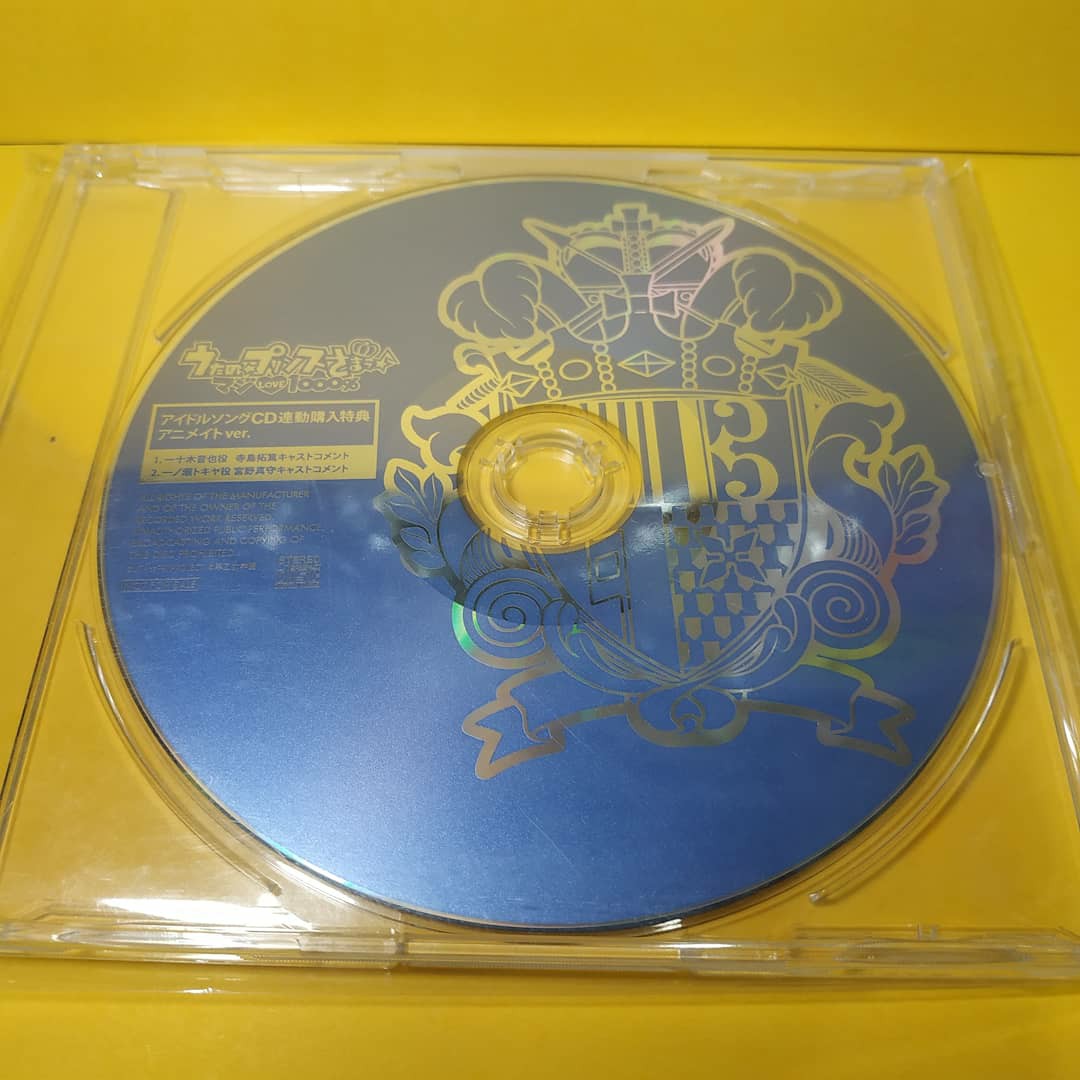 うたの☆プリンスさまっ♪
マジLOVE1000%
アイドルソングCD連動購入特典
アニメイトver.
1. 一十木音也役 寺島拓篤キャストコメント
2. 一ノ瀬トキヤ役 宮野真守キャストコメント
ALL RIGHTS OF THE MANUFACTURER
AND OF THE OWNER OF THE
RECORDED WORK RESERVED.
UNAUTHORIZED PUBLIC PERFORMANCE,
BROADCASTING AND COPYING OF
THIS DISC PROHIBITED.
STEREO